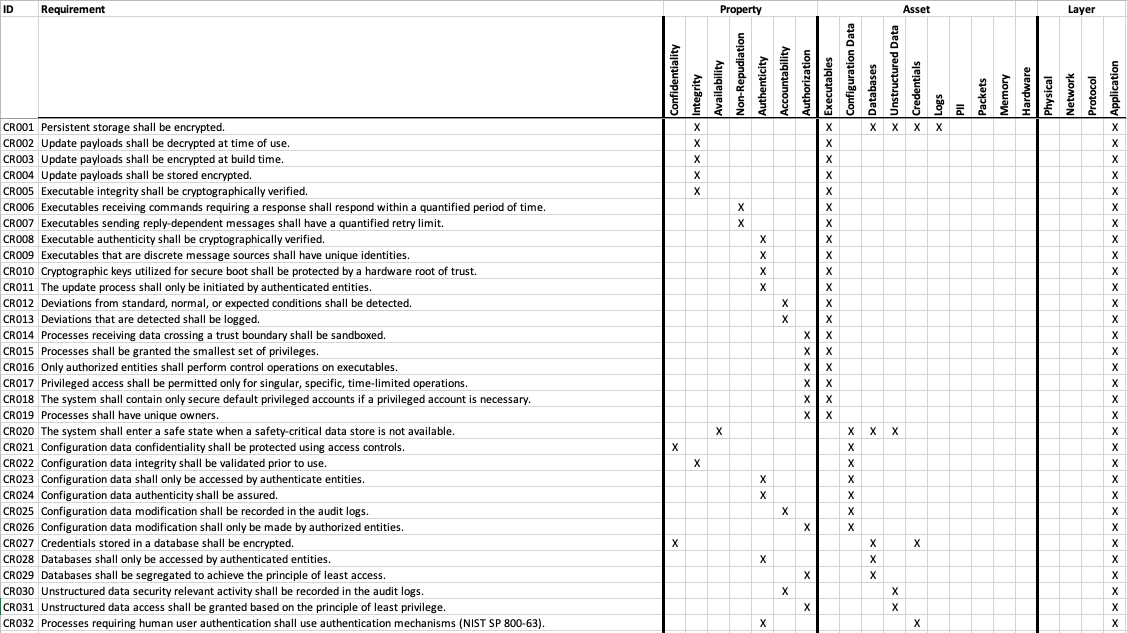 ID Requirement Property Asset Layer
Confidentiality Integrity Availability Non-Repudiation Authenticity Accountability Authorization Executables Configuration Data Databases Unstructured Data Credentials Logs PII Packets Memory Hardware Physical Network Protocol Application
CR001 Persistent storage shall be encrypted. X X X X X X X
CR002 Update payloads shall be decrypted at time of use. X X X
CR003 Update payloads shall be encrypted at build time. X X X
CR004 Update payloads shall be stored encrypted. X X X
CR005 Executable integrity shall be cryptographically verified. X X X
CR006 Executables receiving commands requiring a response shall respond within a quantified period of time. X X X
CR007 Executables sending reply-dependent messages shall have a quantified retry limit. X X X
CR008 Executable authenticity shall be cryptographically verified. X X X
CR009 Executables that are discrete message sources shall have unique identities. X X X
CR010 Cryptographic keys utilized for secure boot shall be protected by a hardware root of trust. X X X
CR011 The update process shall only be initiated by authenticated entities. X X X
CR012 Deviations from standard, normal, or expected conditions shall be detected. X X X
CR013 Deviations that are detected shall be logged. X X X
CR014 Processes receiving data crossing a trust boundary shall be sandboxed. X X X
CR015 Processes shall be granted the smallest set of privileges. X X X
CR016 Only authorized entities shall perform control operations on executables. X X X
CR017 Privileged access shall be permitted only for singular, specific, time-limited operations. X X X
CR018 The system shall contain only secure default privileged accounts if a privileged account is necessary. X X X
CR019 Processes shall have unique owners. X X X
CR020 The system shall enter a safe state when a safety-critical data store is not available. X X X X X
CR021 Configuration data confidentiality shall be protected using access controls. X X X
CR022 Configuration data integrity shall be validated prior to use. X X X
CR023 Configuration data shall only be accessed by authenticate entities. X X X
CR024 Configuration data authenticity shall be assured. X X X
CR025 Configuration data modification shall be recorded in the audit logs. X X X
CR026 Configuration data modification shall only be made by authorized entities. X X X
CR027 Credentials stored in a database shall be encrypted. X X X X
CR028 Databases shall only be accessed by authenticated entities. X X X
CR029 Databases shall be segregated to achieve the principle of least access. X X X
CR030 Unstructured data security relevant activity shall be recorded in the audit logs. X X X
CR031 Unstructured data access shall be granted based on the principle of least privilege. X X X
CR032 Processes requiring human user authentication shall use authentication mechanisms (NIST SP 800-63). X X X